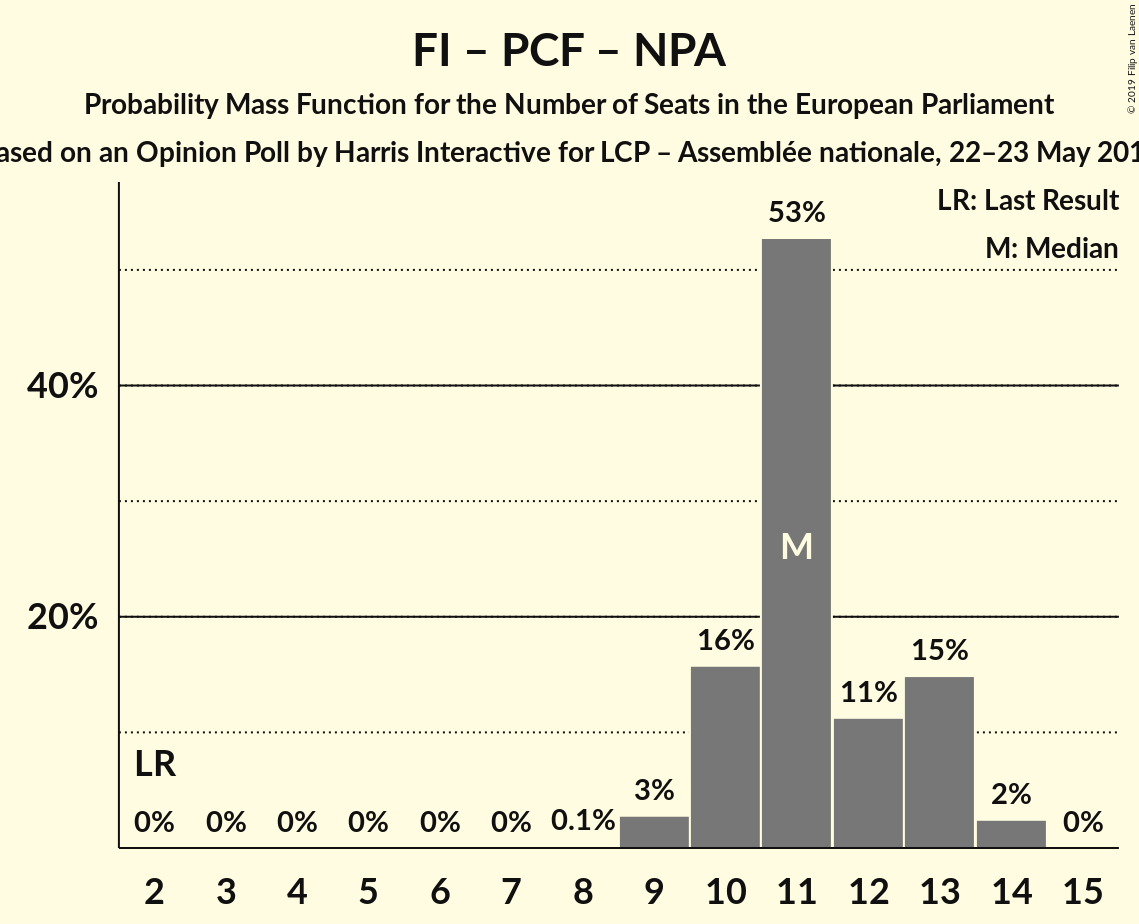 FI – PCF – NPA
Probability Mass Function for the Number of Seats in the European Parliament
ased on an Opinion Poll by Harris Interactive for LCP – Assemblée nationale, 22–23 May 201
© 2019 Filip van Laenen
LR: Last Result
M: Median
53%
40%
M
20%
16%
15%
11%
LR
3%
2%
0% 0% 0% 0% 0% 0% 0.1% 0%
2 3 4 5 6 7 8 9 10 11 12 13 14 15